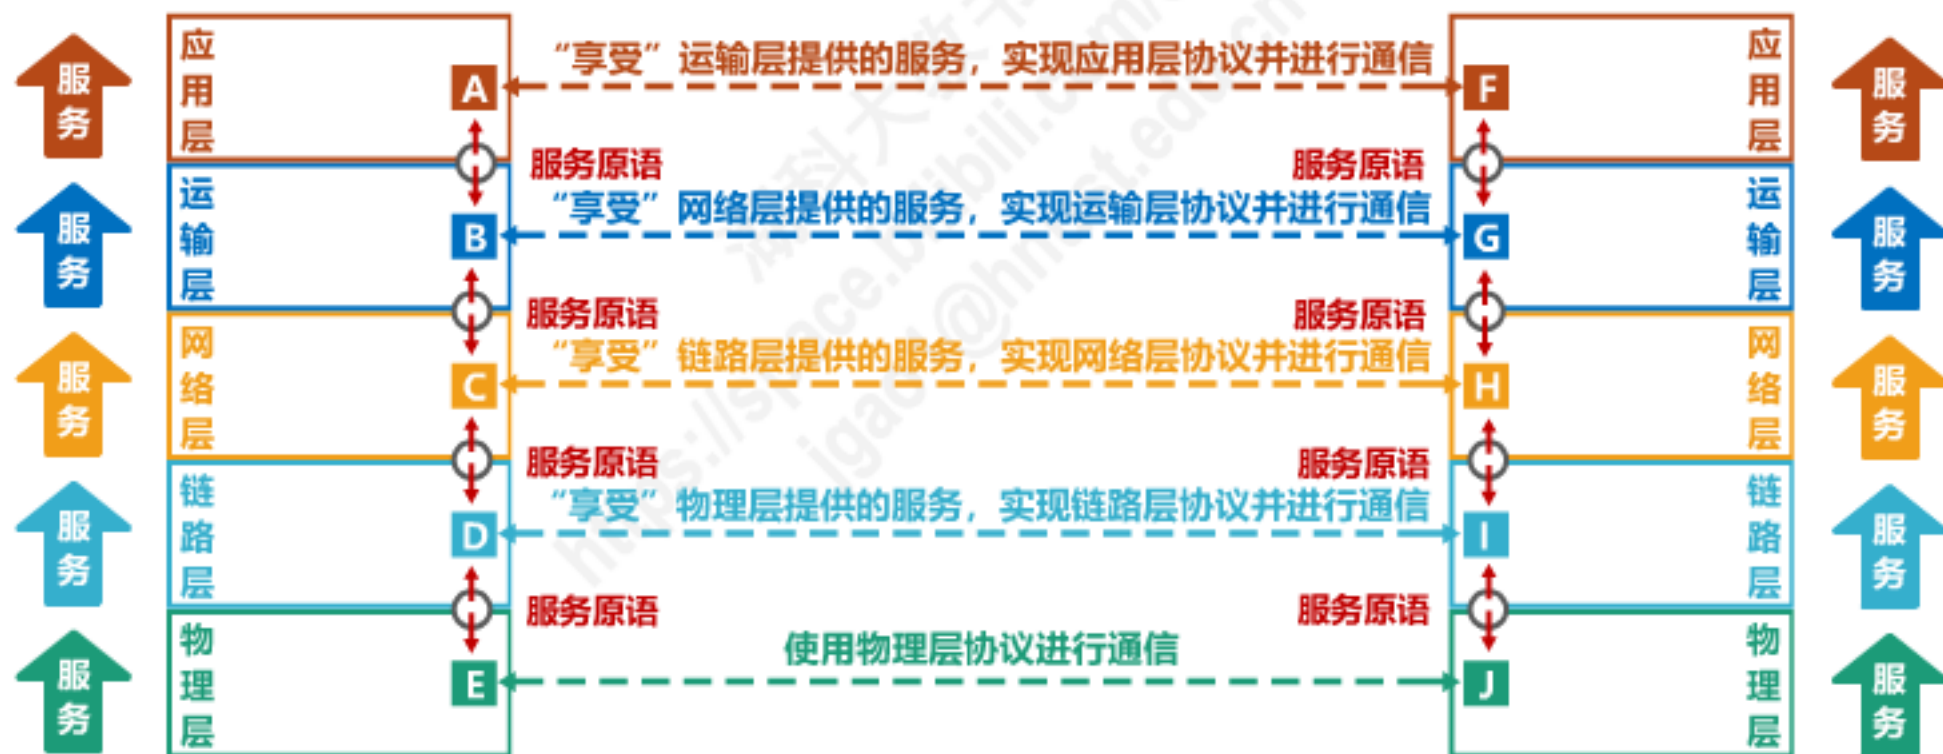 应用层
服务
A
“享受”运输层提供的服务，实现应用层协议并进行通信
F
应用层
服务
服务原语
服务原语
运输层
服务
B
“享受”网络层提供的服务，实现运输层协议并进行通信
G
运输层
服务
服务原语
服务原语
网络层
服务
C
“享受”链路层提供的服务，实现网络层协议并进行通信
H
网络层
服务
服务原语
服务原语
链路层
服务
D
“享受”物理层提供的服务，实现链路层协议并进行通信
I
链路层
服务
服务原语
服务原语
物理层
服务
E
使用物理层协议进行通信
J
物理层
服务